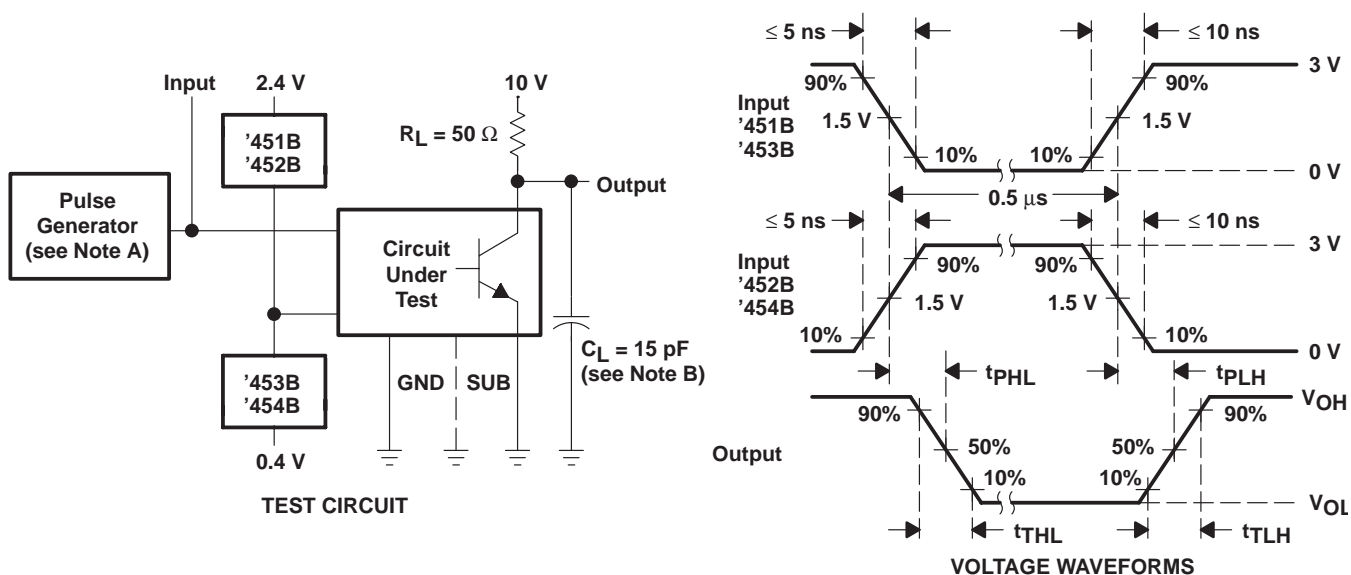 Input
2.4 V
10 V
'451B
'452B
RL = 50 Ω
Output
Pulse
Generator
(see Note A)
Circuit
Under
Test
'453B
'454B
GND
SUB
CL = 15 pF
(see Note B)
0.4 V
TEST CIRCUIT
≤ 5 ns
≤ 10 ns
3 V
90%
90%
Input
'451B
'453B
1.5 V
1.5 V
10%
10%
0 V
0.5 μs
≤ 5 ns
≤ 10 ns
3 V
Input
'452B
'454B
90%
90%
1.5 V
1.5 V
10%
10%
0 V
tPHL
tPLH
VOH
90%
90%
Output
50%
50%
10%
10%
VOL
tTHL
tTLH
VOLTAGE WAVEFORMS